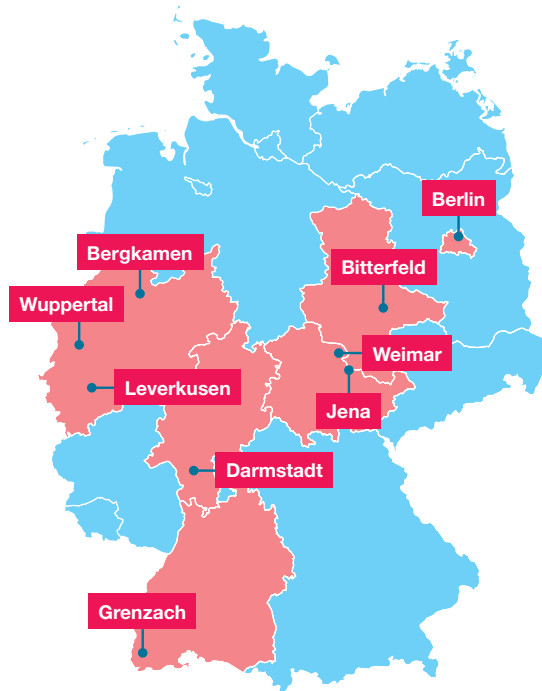 Berlin
Bergkamen
Bitterfeld
Wuppertal
Weimar
Leverkusen
Jena
Darmstadt
Grenzach